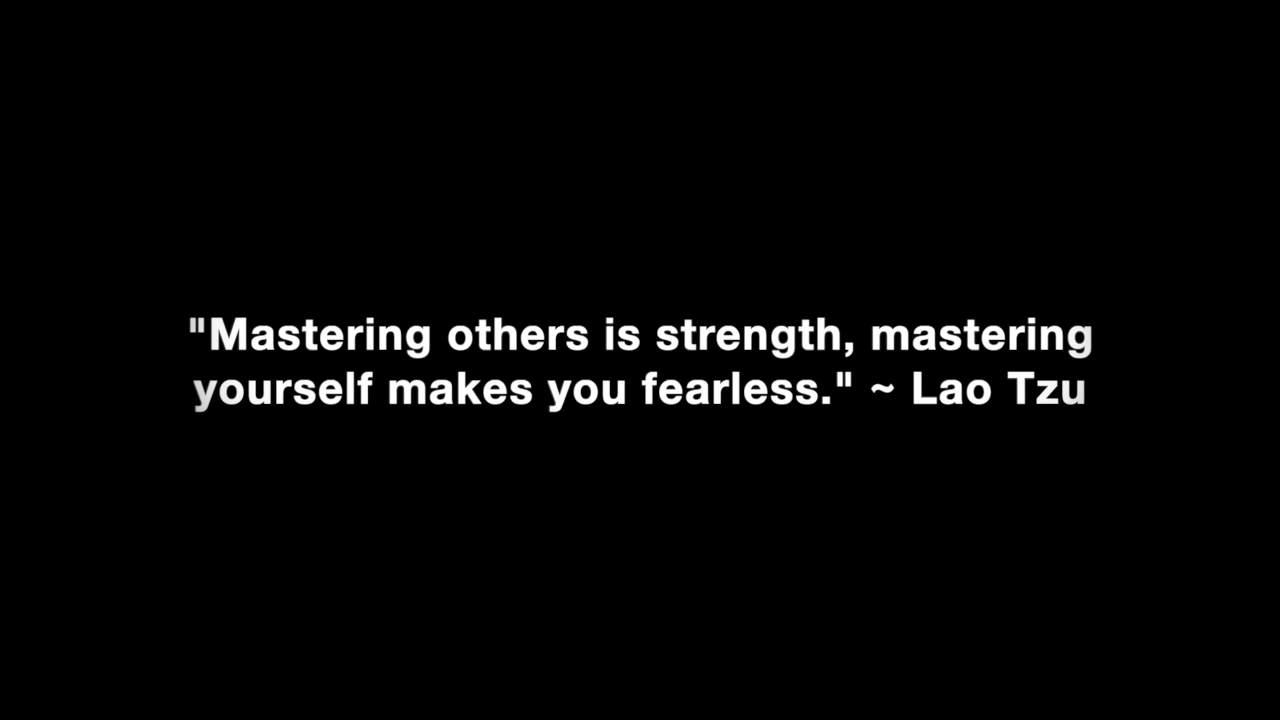 "Mastering others is strength, mastering
yourself makes you fearless." ~ Lao Tzu